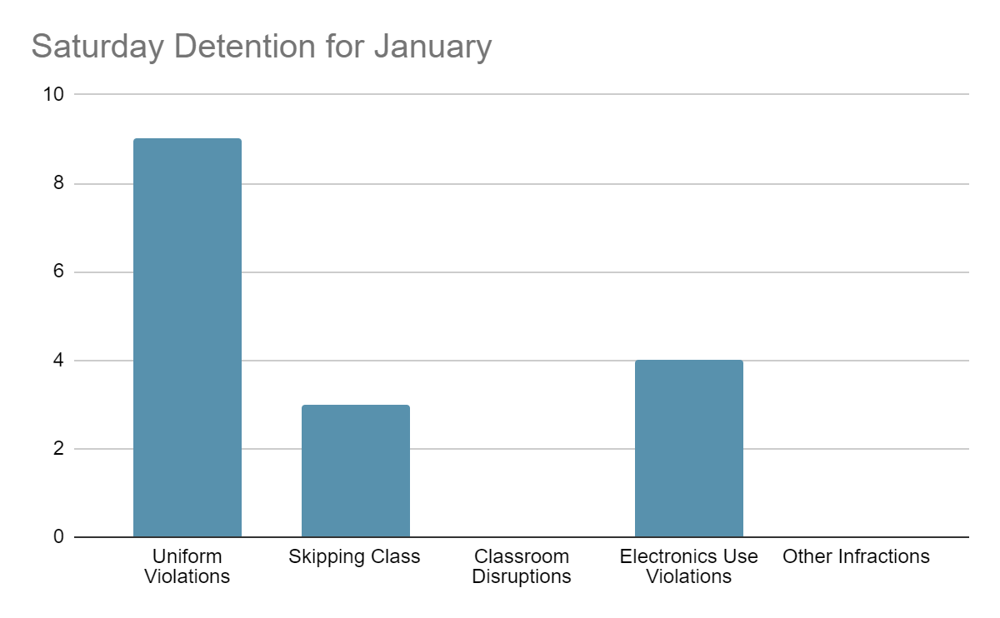 Saturday Detention for January
10
8
6
4
2
0
Uniform
Violations
Skipping Class
Classroom
Disruptions
Electronics Use
Violations
Other Infractions